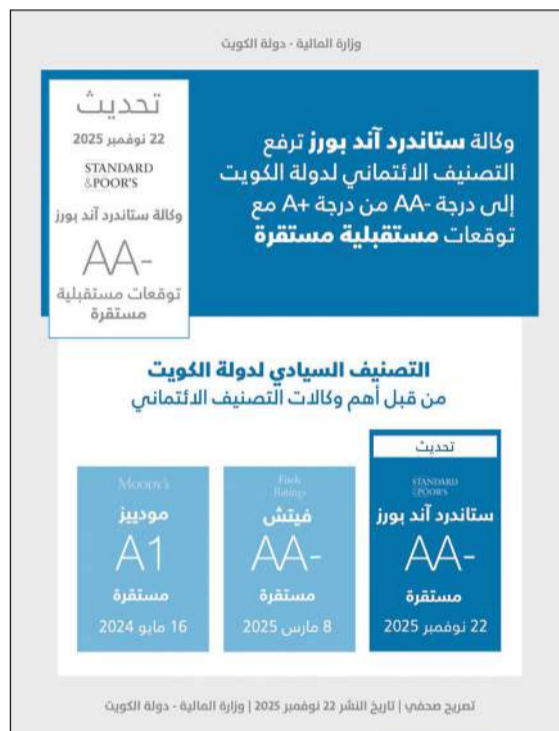 وزارة المالية - دولة الكويت
تحديث
22 نوفمبر 2025
STANDARD
&POOR'S
وكالة ستاندرد آند بورز
AA-
توقعات مستقبلية
مستقرة
وكالة ستاندرد آند بورز ترفع
التصنيف الائتماني لدولة الكويت
إلى درجة -AA من درجة +A مع
توقعات مستقبلية مستقرة
التصنيف السيادي لدولة الكويت
من قبل أهم وكالات التصنيف الائتماني
تحديث
STANDARD
&POOR'S
ستاندرد آند بورز
AA-
مستقرة
22 نوفمبر 2025
Fitch
Ratings
فيتش
AA-
مستقرة
8 مارس 2025
MOODY'S
مودييز
A1
مستقرة
16 مايو 2024
تصريح صحفي | تاريخ النشر 22 نوفمبر 2025 | وزارة المالية - دولة الكويت